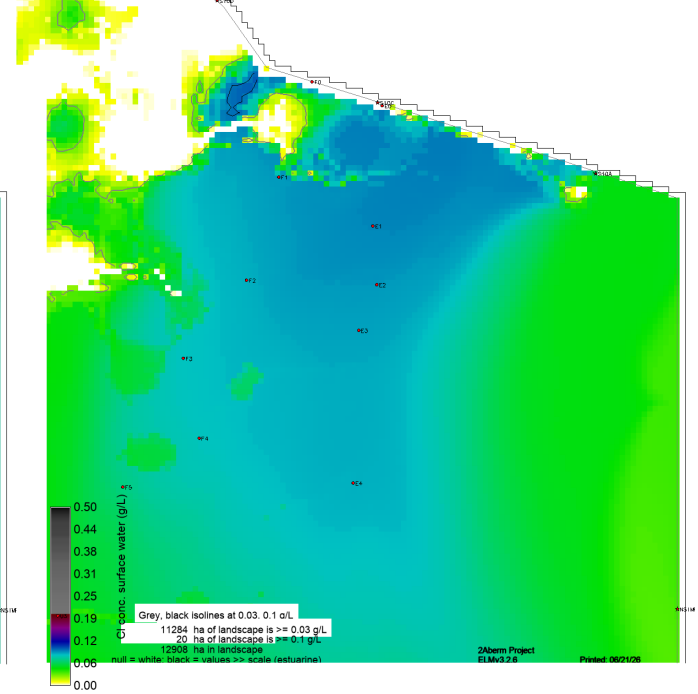 F0
F1
E1
F2
E2
E3
F3
F4
E4
F5
0.50
0.44
0.38
0.31
0.25
0.19
0.12
0.06
0.00
Cl conc. surface water (g/L)
Grey, black isolines at 0.03, 0.1 g/L
11284 ha of landscape is >= 0.03 g/L
20 ha of landscape is >= 0.1 g/L
12908 ha in landscape
null = white; black = values >> scale (estuarine)
2Aberm Project
ELMv3.2.6
Printed: 06/21/26